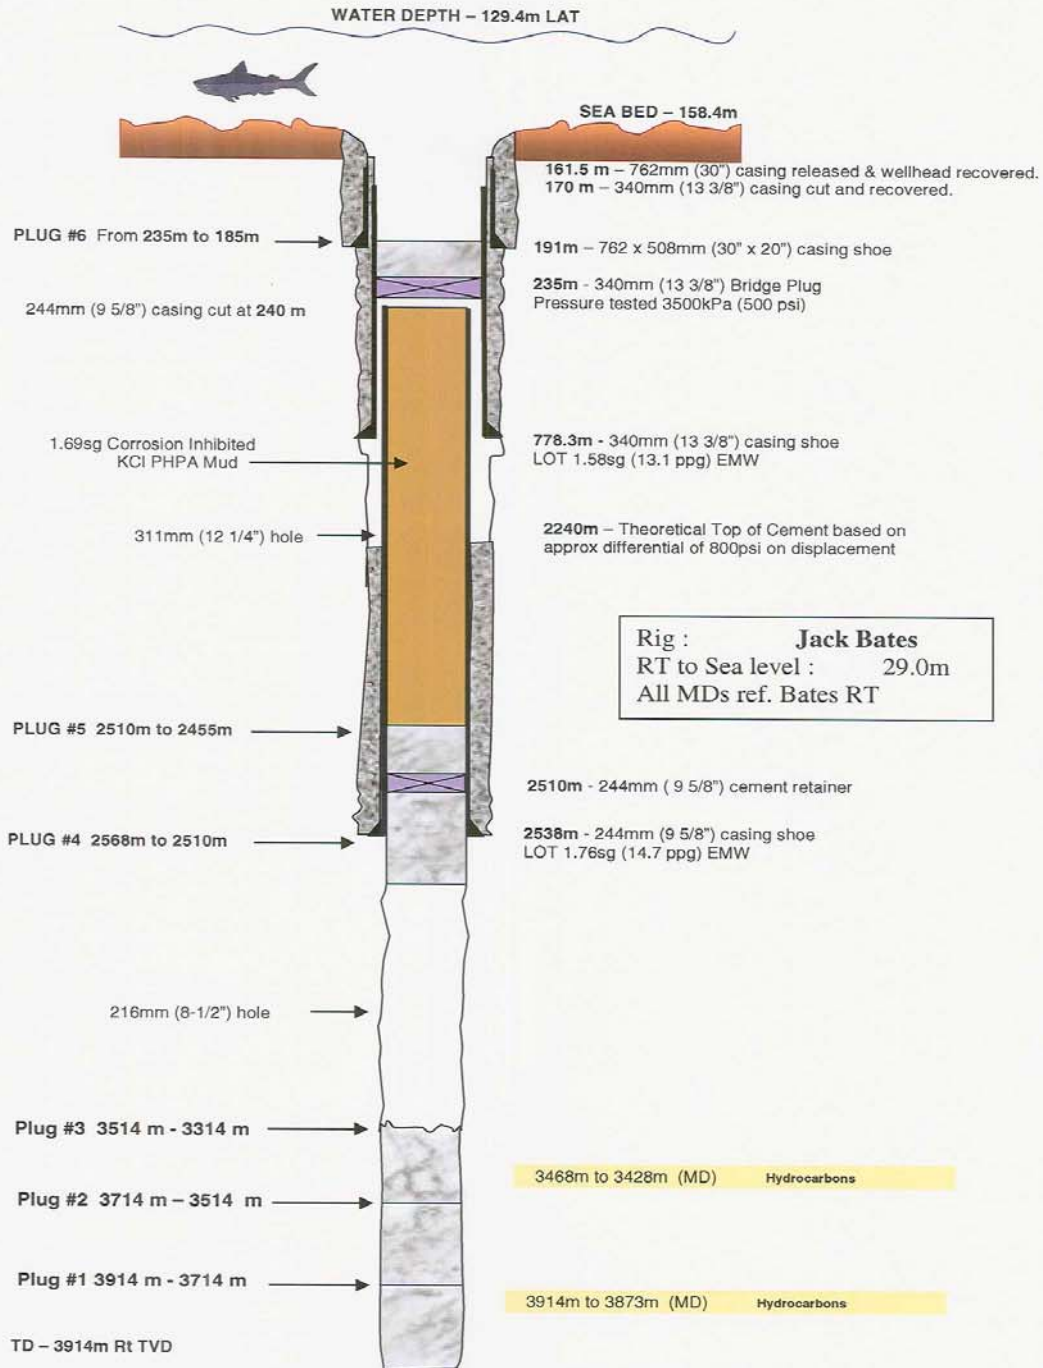 WATER DEPTH – 129.4m LAT
SEA BED – 158.4m
161.5 m – 762mm (30") casing released & wellhead recovered.
170 m – 340mm (13 3/8") casing cut and recovered.
PLUG #6 From 235m to 185m
191m – 762 x 508mm (30" x 20") casing shoe
235m - 340mm (13 3/8") Bridge Plug
Pressure tested 3500kPa (500 psi)
244mm (9 5/8") casing cut at 240 m
1.69sg Corrosion Inhibited
KCl PHPA Mud
778.3m - 340mm (13 3/8") casing shoe
LOT 1.58sg (13.1 ppg) EMW
311mm (12 1/4") hole
2240m – Theoretical Top of Cement based on
approx differential of 800psi on displacement
Rig : Jack Bates
RT to Sea level : 29.0m
All MDs ref. Bates RT
PLUG #5 2510m to 2455m
2510m - 244mm ( 9 5/8") cement retainer
PLUG #4 2568m to 2510m
2538m - 244mm (9 5/8") casing shoe
LOT 1.76sg (14.7 ppg) EMW
216mm (8-1/2") hole
Plug #3 3514 m - 3314 m
3468m to 3428m (MD) Hydrocarbons
Plug #2 3714 m – 3514 m
Plug #1 3914 m - 3714 m
3914m to 3873m (MD) Hydrocarbons
TD – 3914m Rt TVD